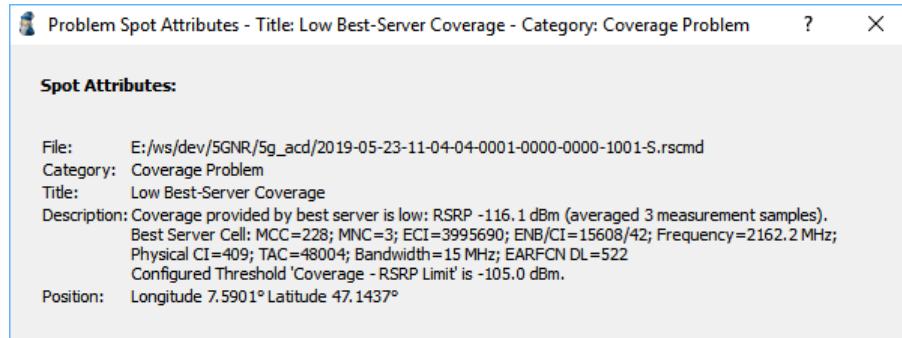 Problem Spot Attributes - Title: Low Best-Server Coverage - Category: Coverage Problem ? ×
Spot Attributes:
File: E:/ws/dev/5GNR/5g_acd/2019-05-23-11-04-04-0001-0000-0000-1001-S.rscmd
Category: Coverage Problem
Title: Low Best-Server Coverage
Description: Coverage provided by best server is low: RSRP -116.1 dBm (averaged 3 measurement samples).
Best Server Cell: MCC=228; MNC=3; ECI=3995690; ENB/CI=15608/42; Frequency=2162.2 MHz;
Physical CI=409; TAC=48004; Bandwidth=15 MHz; EARFCN DL=522
Configured Threshold 'Coverage - RSRP Limit' is -105.0 dBm.
Position: Longitude 7.5901° Latitude 47.1437°